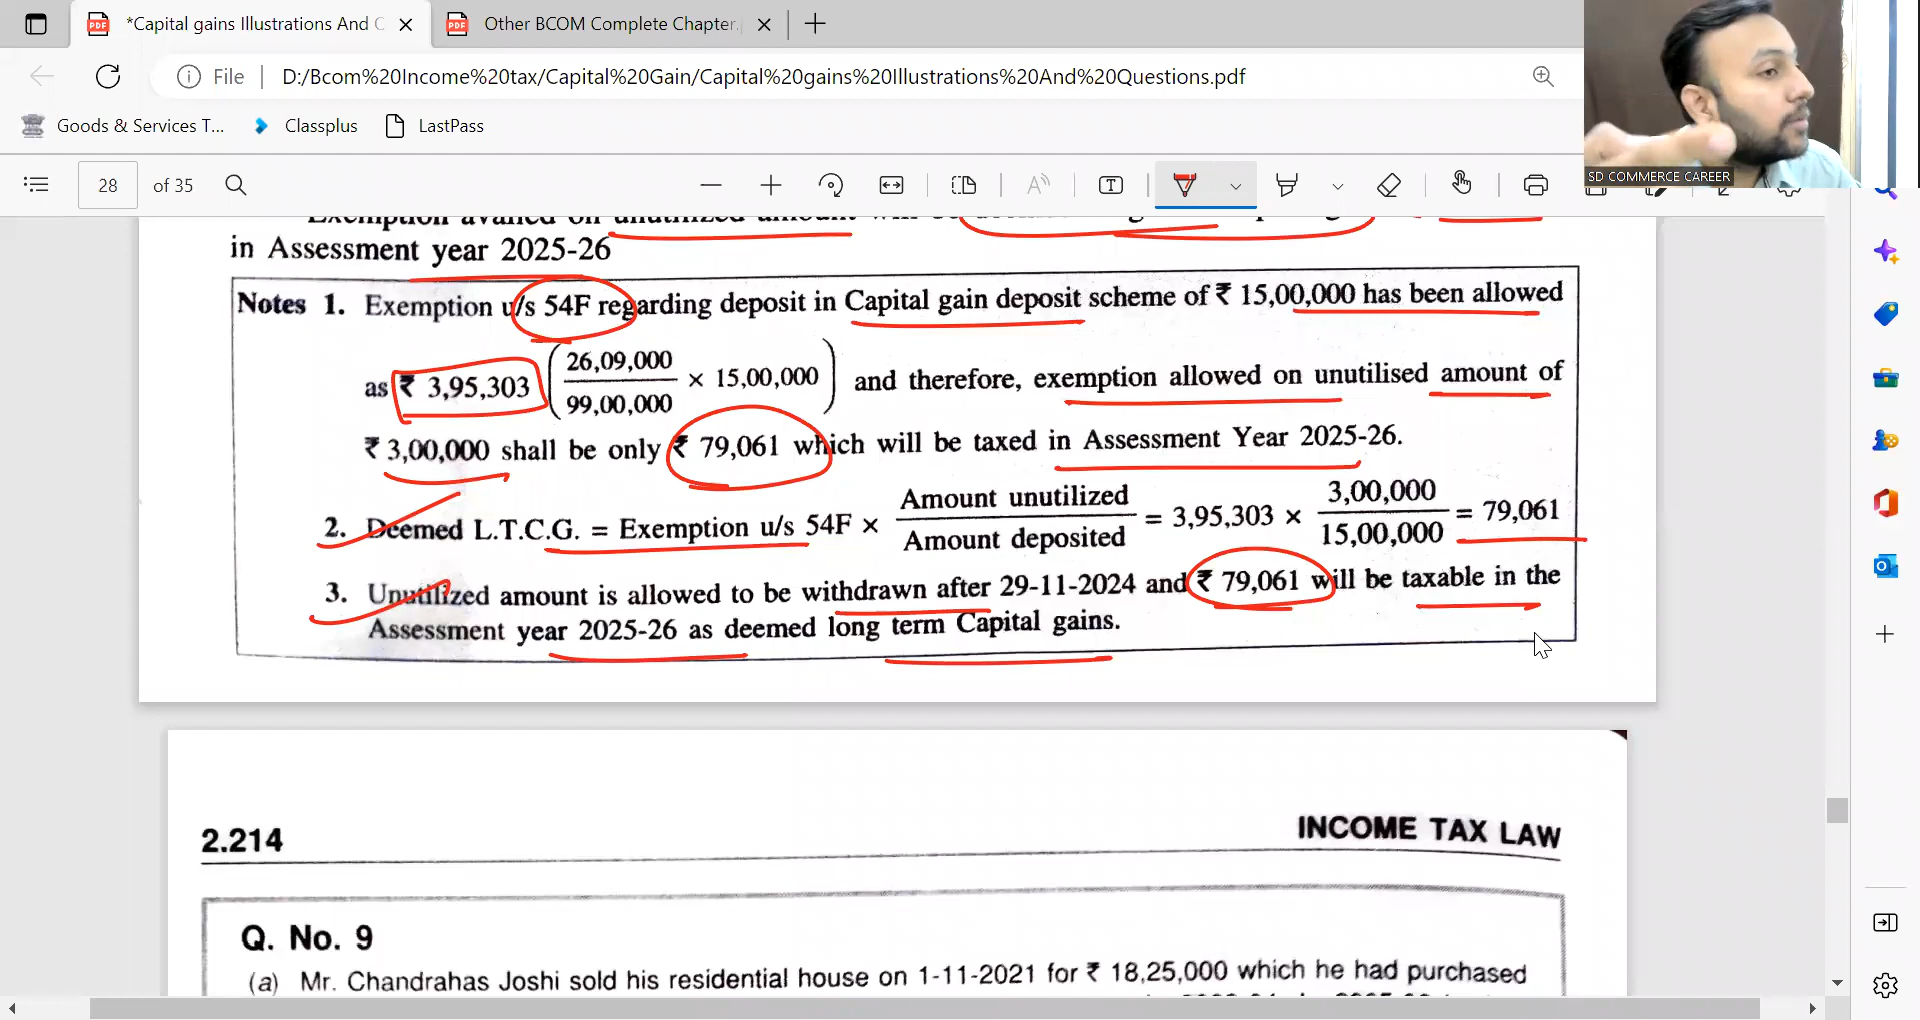 *Capital gains Illustrations And C
Other BCOM Complete Chapter.
File
D:/Bcom%20Income%20tax/Capital%20Gain/Capital%20gains%20Illustrations%20And%20Questions.pdf
Goods & Services T...
Classplus
LastPass
28 of 35
SD COMMERCE CAREER
Exemption availed on unutilized amount will be
in Assessment year 2025-26
Notes 1. Exemption u/s 54F regarding deposit in Capital gain deposit scheme of ₹ 15,00,000 has been allowed
as ₹ 3,95,303 (26,09,000 / 99,00,000 × 15,00,000) and therefore, exemption allowed on unutilised amount of
₹ 3,00,000 shall be only ₹ 79,061 which will be taxed in Assessment Year 2025-26.
2. Deemed L.T.C.G. = Exemption u/s 54F × Amount unutilized / Amount deposited = 3,95,303 × 3,00,000 / 15,00,000 = 79,061
3. Unutilized amount is allowed to be withdrawn after 29-11-2024 and ₹ 79,061 will be taxable in the
Assessment year 2025-26 as deemed long term Capital gains.
2.214
INCOME TAX LAW
Q. No. 9
(a) Mr. Chandrahas Joshi sold his residential house on 1-11-2021 for ₹ 18,25,000 which he had purchased